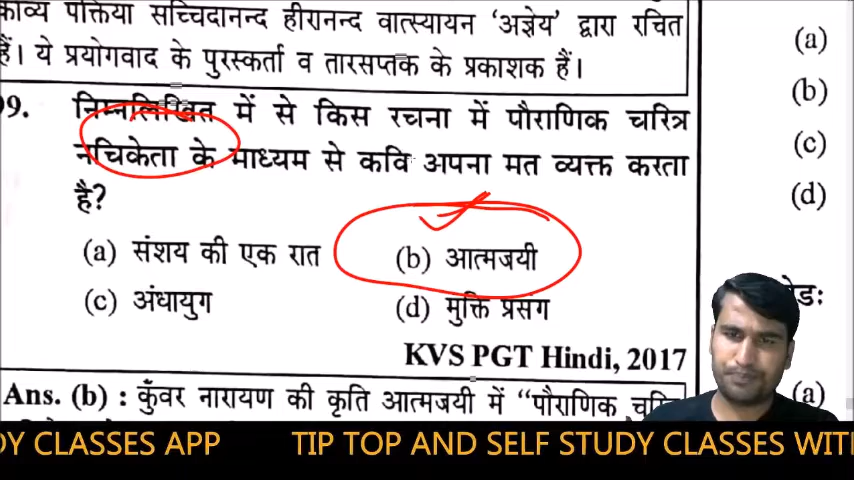 काव्य पंक्तिया सच्चिदानन्द हीरानन्द वात्स्यायन ‘अज्ञेय’ द्वारा रचित
हैं। ये प्रयोगवाद के पुरस्कर्ता व तारसप्तक के प्रकाशक हैं।
99. निम्नलिखित में से किस रचना में पौराणिक चरित्र
नचिकेता के माध्यम से कवि अपना मत व्यक्त करता
है?
(a) संशय की एक रात (b) आत्मजयी
(c) अंधायुग (d) मुक्ति प्रसंग
KVS PGT Hindi, 2017
Ans. (b) : कुँवर नारायण की कृति आत्मजयी में “पौराणिक
(a)
(b)
(c)
(d)
(a)
DY CLASSES APP TIP TOP AND SELF STUDY CLASSES WITH